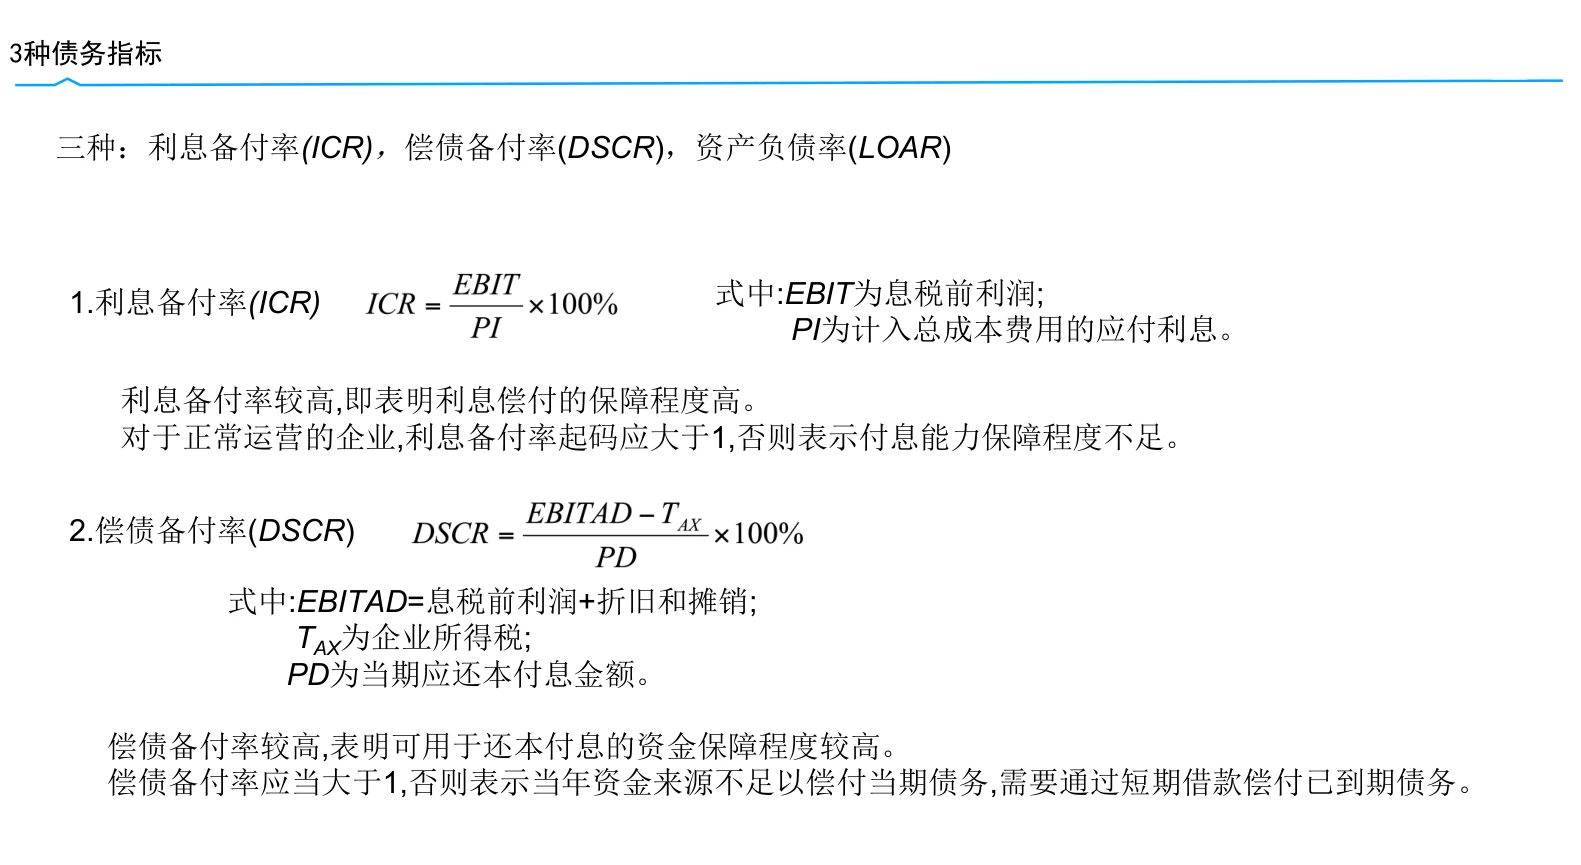 3种债务指标
三种：利息备付率(ICR)，偿债备付率(DSCR)，资产负债率(LOAR)
1.利息备付率(ICR) ICR = EBIT/PI ×100% 式中:EBIT为息税前利润;
PI为计入总成本费用的应付利息。
利息备付率较高,即表明利息偿付的保障程度高。
对于正常运营的企业,利息备付率起码应大于1,否则表示付息能力保障程度不足。
2.偿债备付率(DSCR) DSCR = (EBITAD − T_AX)/PD ×100%
式中:EBITAD=息税前利润+折旧和摊销;
T_AX为企业所得税;
PD为当期应还本付息金额。
偿债备付率较高,表明可用于还本付息的资金保障程度较高。
偿债备付率应当大于1,否则表示当年资金来源不足以偿付当期债务,需要通过短期借款偿付已到期债务。